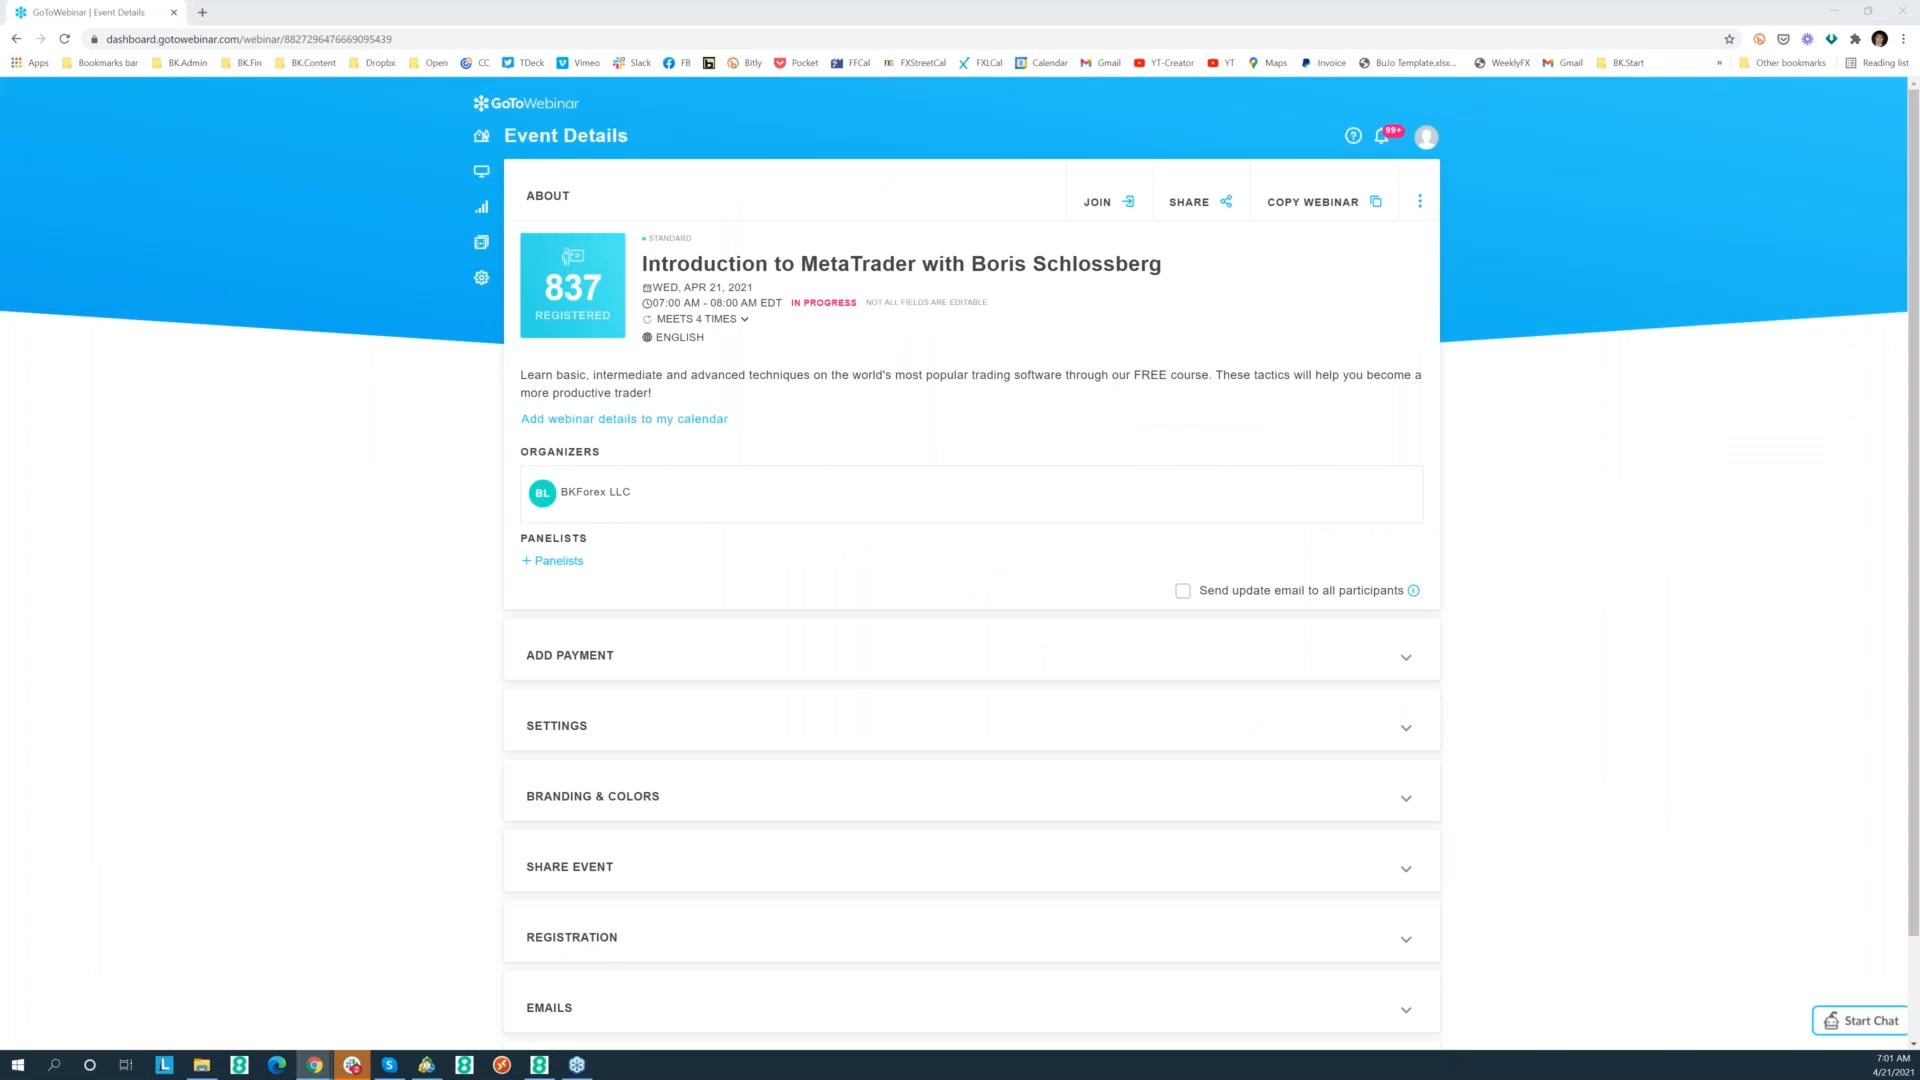 GoToWebinar | Event Details
dashboard.gotowebinar.com/webinar/8827296476669095439
Apps Bookmarks bar BK.Admin BK.Fin BK.Content Dropbx Open CC TDeck Vimeo Slack FB Bitly Pocket FFCal FXStreetCal FXLCal Calendar Gmail YT-Creator YT Maps Invoice BuJo Template.xlsx... WeeklyFX Gmail BK.Start » Other bookmarks Reading list
GoToWebinar
Event Details
99+
ABOUT
JOIN SHARE COPY WEBINAR
STANDARD
837
REGISTERED
Introduction to MetaTrader with Boris Schlossberg
WED, APR 21, 2021
07:00 AM - 08:00 AM EDT IN PROGRESS NOT ALL FIELDS ARE EDITABLE
MEETS 4 TIMES
ENGLISH
Learn basic, intermediate and advanced techniques on the world's most popular trading software through our FREE course. These tactics will help you become a
more productive trader!
Add webinar details to my calendar
ORGANIZERS
BL BKForex LLC
PANELISTS
+ Panelists
Send update email to all participants
ADD PAYMENT
SETTINGS
BRANDING & COLORS
SHARE EVENT
REGISTRATION
EMAILS
Start Chat
7:01 AM
4/21/2021